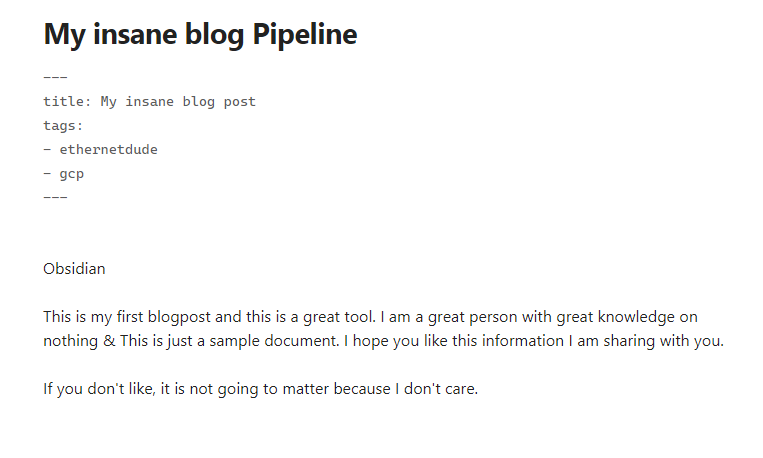 My insane blog Pipeline
---
title: My insane blog post
tags:
- ethernetdude
- gcp
---
Obsidian
This is my first blogpost and this is a great tool. I am a great person with great knowledge on
nothing & This is just a sample document. I hope you like this information I am sharing with you.
If you don't like, it is not going to matter because I don't care.